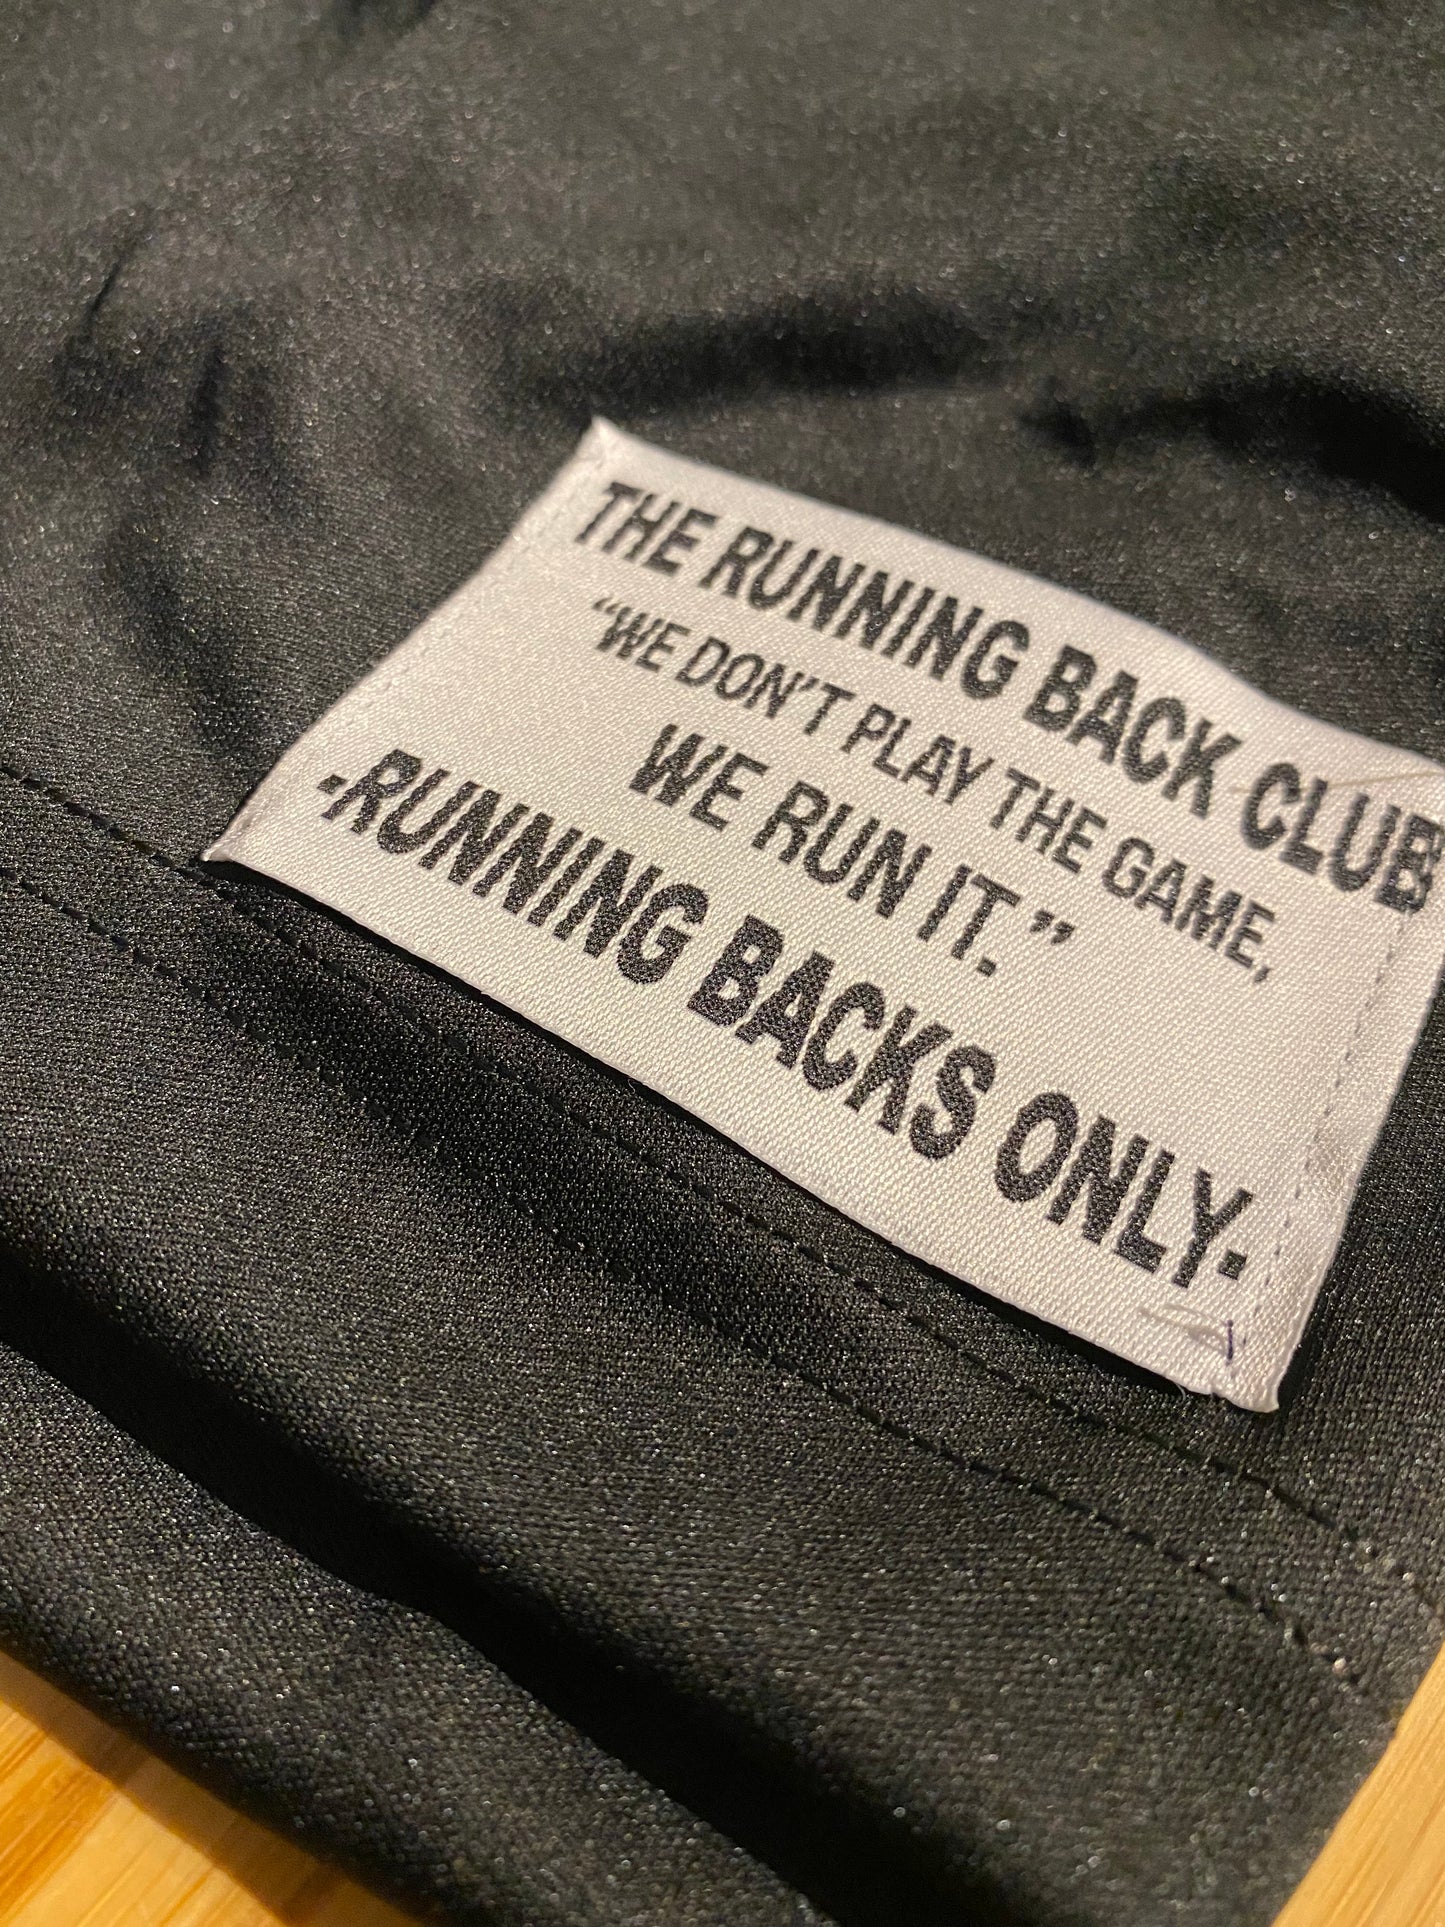 THE RUNNING BACK CLUB
“WE DON’T PLAY THE GAME,
WE RUN IT.”
-RUNNING BACKS ONLY-